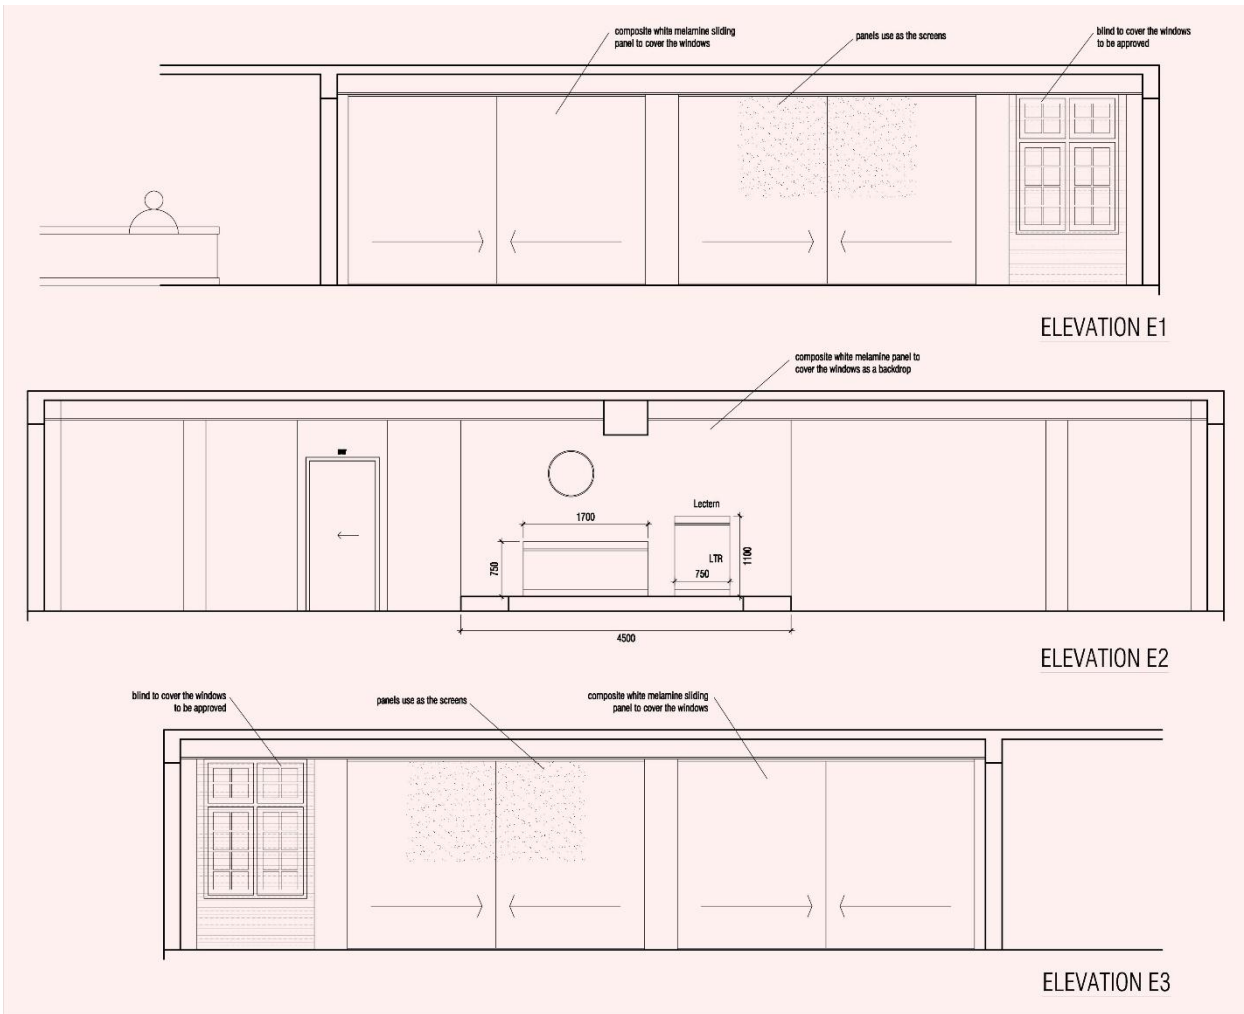 composite white melamine sliding
panel to cover the windows
panels use as the screens
blind to cover the windows
to be approved
ELEVATION E1
composite white melamine panel to
cover the windows as a backdrop
Lectern
1700
750
LTR
750
1100
4500
ELEVATION E2
blind to cover the windows
to be approved
panels use as the screens
composite white melamine sliding
panel to cover the windows
ELEVATION E3